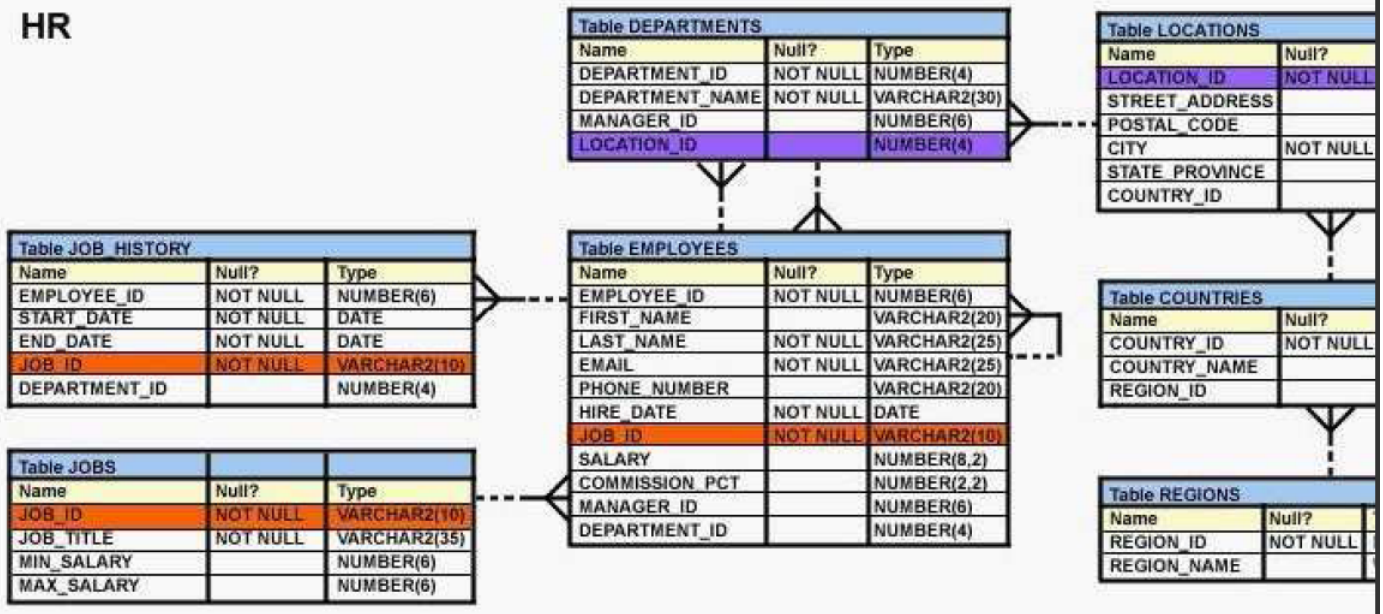 HR
Table DEPARTMENTS
Name Null? Type
DEPARTMENT_ID NOT NULL NUMBER(4)
DEPARTMENT_NAME NOT NULL VARCHAR2(30)
MANAGER_ID NUMBER(6)
LOCATION_ID NUMBER(4)
Table LOCATIONS
Name Null?
LOCATION_ID NOT NULL
STREET_ADDRESS
POSTAL_CODE
CITY NOT NULL
STATE_PROVINCE
COUNTRY_ID
Table JOB_HISTORY
Name Null? Type
EMPLOYEE_ID NOT NULL NUMBER(6)
START_DATE NOT NULL DATE
END_DATE NOT NULL DATE
JOB_ID NOT NULL VARCHAR2(10)
DEPARTMENT_ID NUMBER(4)
Table EMPLOYEES
Name Null? Type
EMPLOYEE_ID NOT NULL NUMBER(6)
FIRST_NAME VARCHAR2(20)
LAST_NAME NOT NULL VARCHAR2(25)
EMAIL NOT NULL VARCHAR2(25)
PHONE_NUMBER VARCHAR2(20)
HIRE_DATE NOT NULL DATE
JOB_ID NOT NULL VARCHAR2(10)
SALARY NUMBER(8,2)
COMMISSION_PCT NUMBER(2,2)
MANAGER_ID NUMBER(6)
DEPARTMENT_ID NUMBER(4)
Table COUNTRIES
Name Null?
COUNTRY_ID NOT NULL
COUNTRY_NAME
REGION_ID
Table JOBS
Name Null? Type
JOB_ID NOT NULL VARCHAR2(10)
JOB_TITLE NOT NULL VARCHAR2(35)
MIN_SALARY NUMBER(6)
MAX_SALARY NUMBER(6)
Table REGIONS
Name Null?
REGION_ID NOT NULL
REGION_NAME